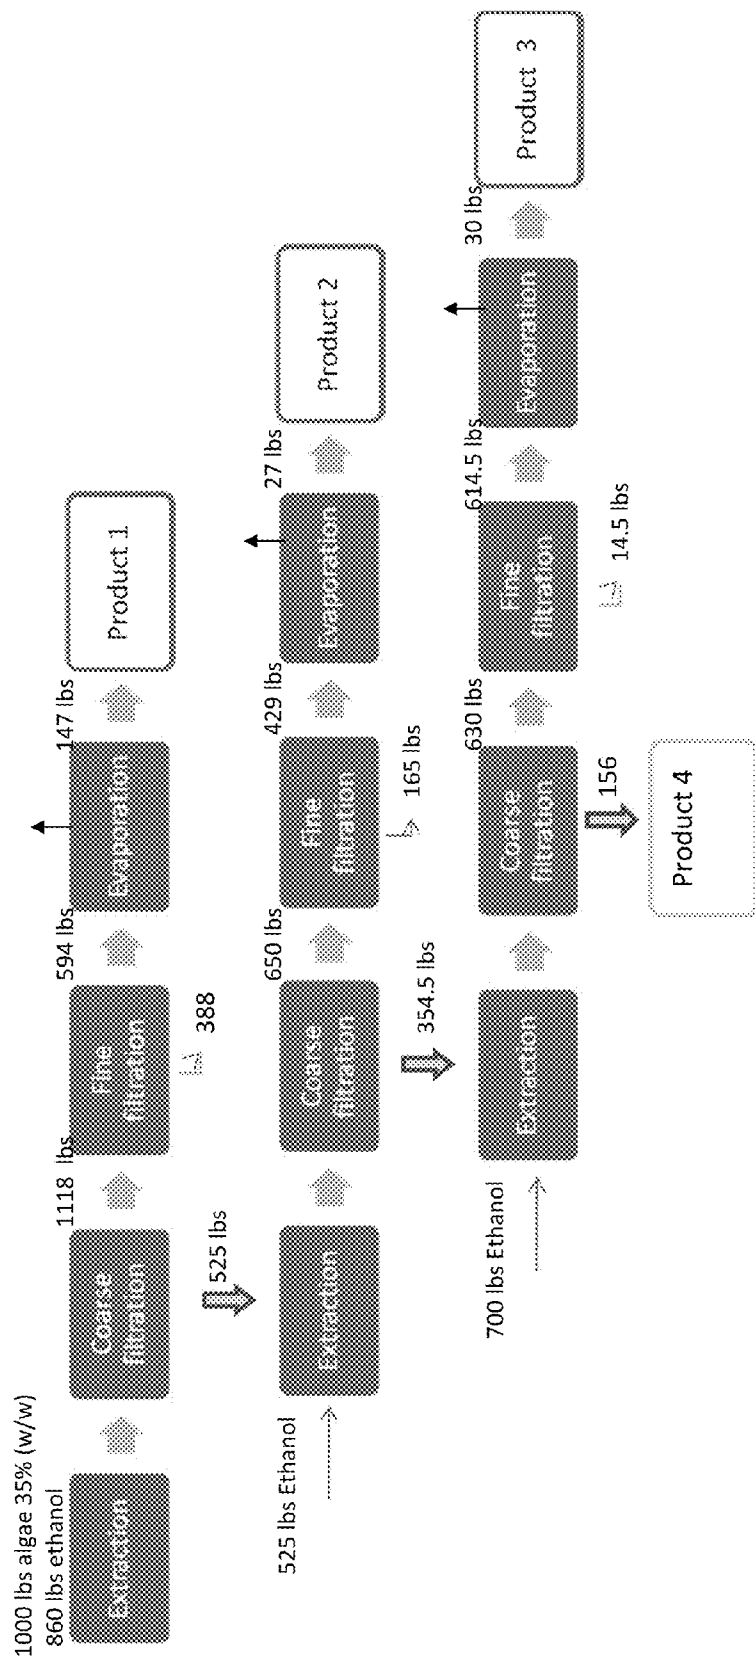 1000 lbs algae 35% (w/w)
860 lbs ethanol
Extraction
Coarse
filtration
1118 lbs
Fine
filtration
388
594 lbs
Evaporation
147 lbs
Product 1
525 lbs
525 lbs Ethanol
Extraction
Coarse
filtration
650 lbs
Fine
filtration
165 lbs
429 lbs
Evaporation
27 lbs
Product 2
354.5 lbs
700 lbs Ethanol
Extraction
Coarse
filtration
630 lbs
Fine
filtration
14.5 lbs
614.5 lbs
Evaporation
30 lbs
Product 3
156
Product 4